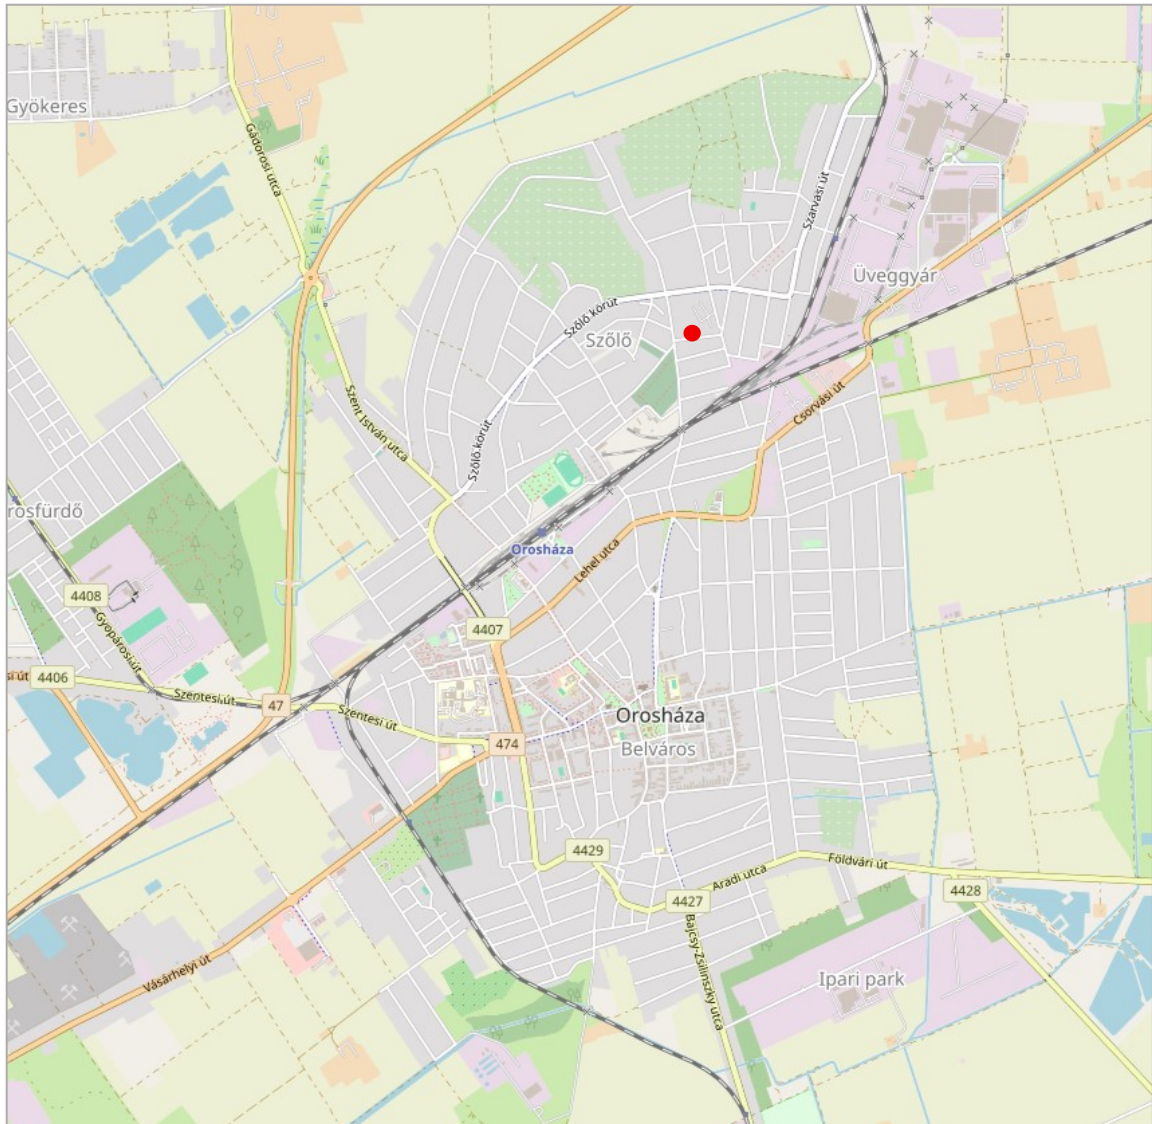 Gyökeres
Gádorosi utca
Szarvasi út
Üveggyár
Szőlő körút
Szőlő
Szent István utca
Csorvási út
Szőlő körút
rosfürdő
Orosháza
Lehel utca
4408
4407
Gyopárosi út
4406
si út
Szentesi út
47
Szentesi út
474
Orosháza
Belváros
4429
Földvári út
Aradi utca
4428
4427
Bajcsy-Zsilinszky utca
Vásárhelyi út
Ipari park